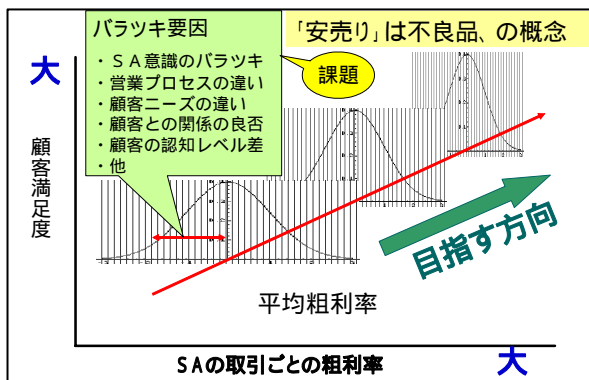 バラツキ要因
・ＳＡ意識のバラツキ
・営業プロセスの違い
・顧客ニーズの違い
・顧客との関係の良否
・顧客の認知レベル差
・他
「安売り」は不良品、の概念
課題
大
顧客満足度
目指す方向
平均粗利率
SAの取引ごとの粗利率
大